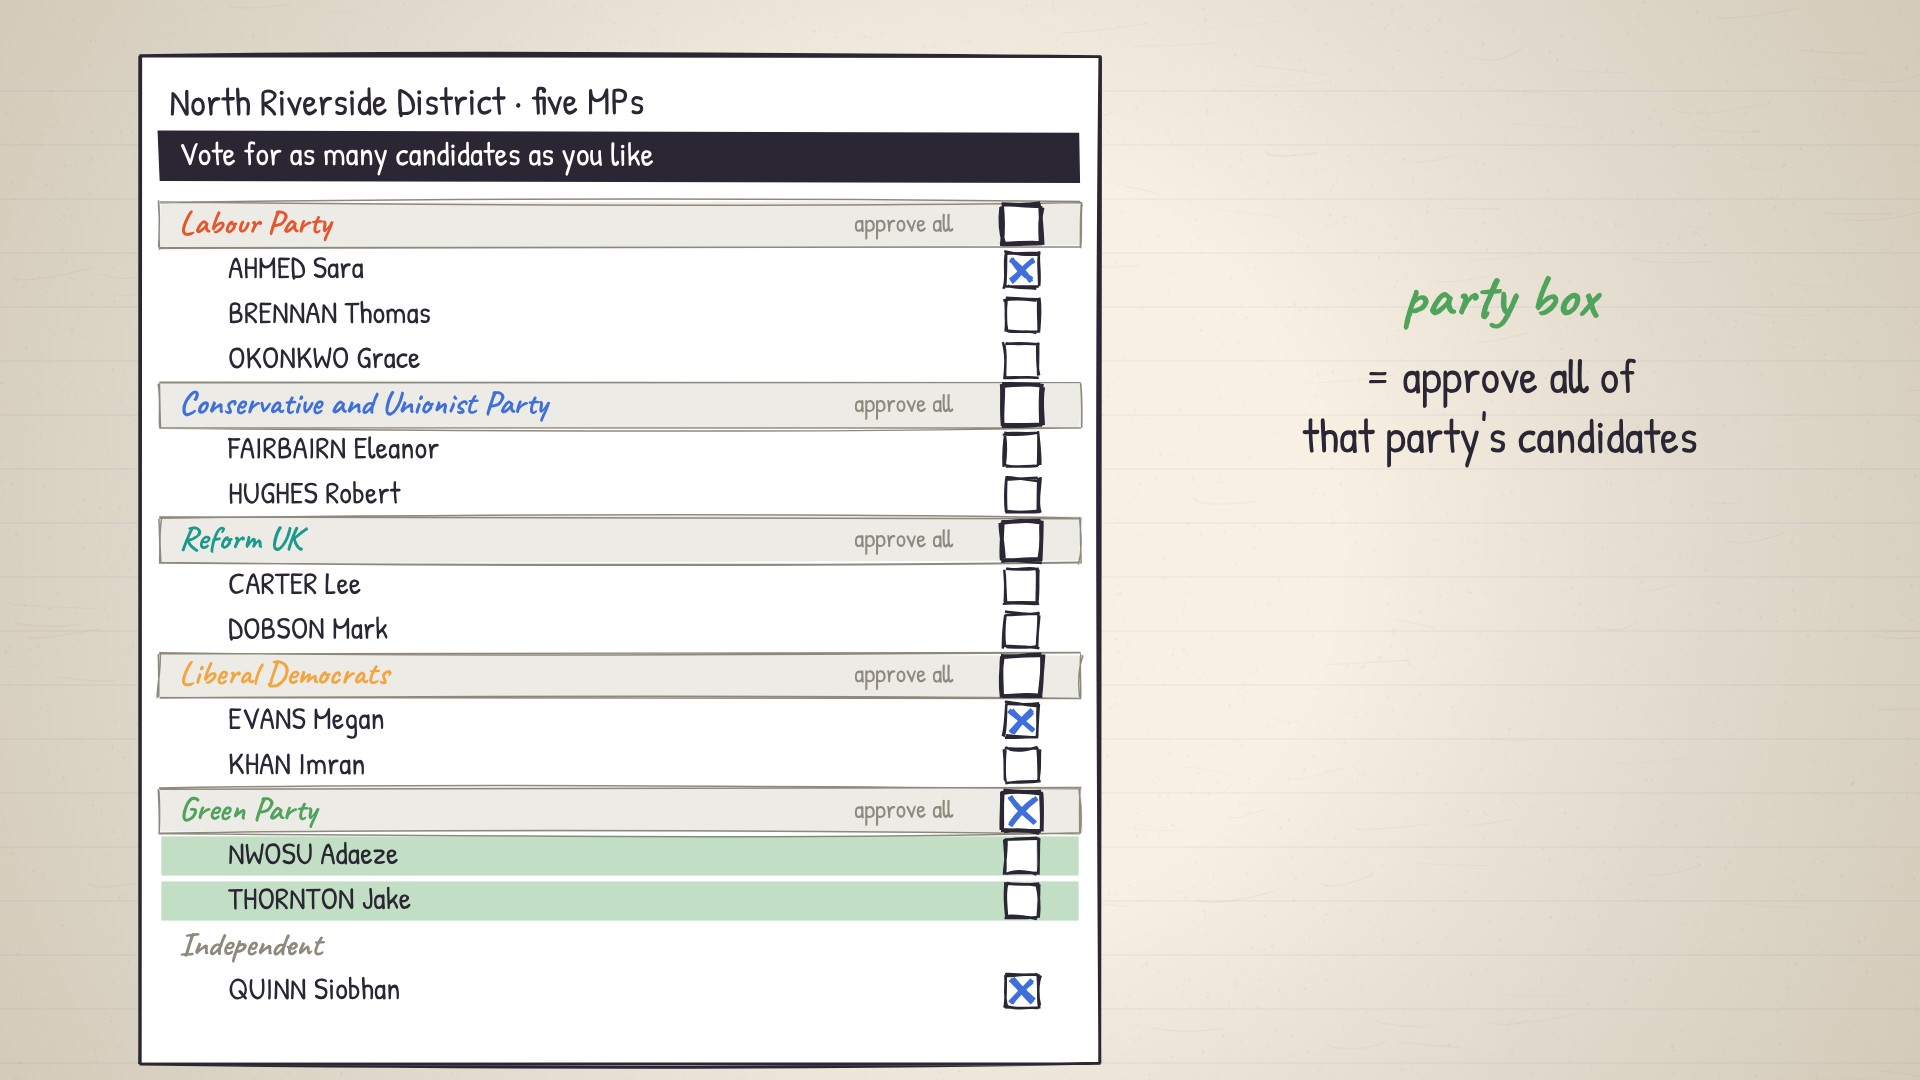 North Riverside District · five MPs
Vote for as many candidates as you like
Labour Party approve all
AHMED Sara
BRENNAN Thomas
OKONKWO Grace
Conservative and Unionist Party approve all
FAIRBAIRN Eleanor
HUGHES Robert
Reform UK approve all
CARTER Lee
DOBSON Mark
Liberal Democrats approve all
EVANS Megan
KHAN Imran
Green Party approve all
NWOSU Adaeze
THORNTON Jake
Independent
QUINN Siobhan
party box
= approve all of
that party's candidates